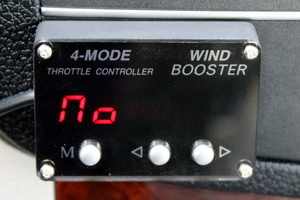 4-MODE WIND
THROTTLE CONTROLLER BOOSTER
No
M